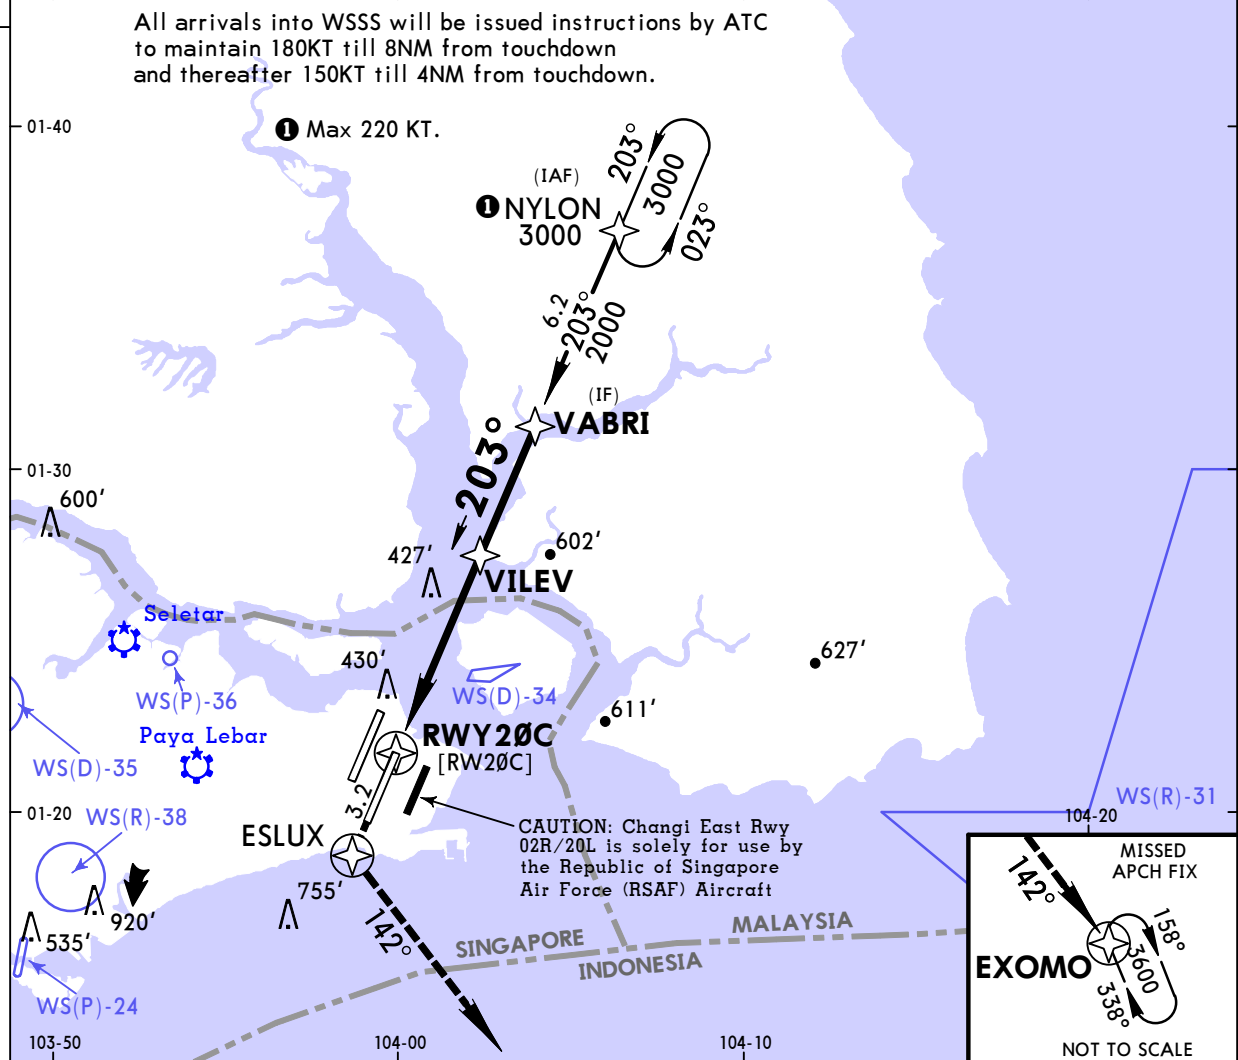 All arrivals into WSSS will be issued instructions by ATC
to maintain 180KT till 8NM from touchdown
and thereafter 150KT till 4NM from touchdown.
01-40
1 Max 220 KT.
203°
3000
023°
(IAF)
1 NYLON
3000
6.2
203°
2000
(IF)
VABRI
203°
01-30
600'
427'
602'
VILEV
Seletar
430'
627'
WS(P)-36
WS(D)-34
611'
Paya Lebar
RWY20C
[RW20C]
WS(D)-35
3.2
WS(R)-31
01-20
104-20
WS(R)-38
ESLUX
CAUTION: Changi East Rwy
02R/20L is solely for use by
the Republic of Singapore
Air Force (RSAF) Aircraft
755'
920'
535'
142°
SINGAPORE
MALAYSIA
INDONESIA
WS(P)-24
103-50
104-00
104-10
MISSED
APCH FIX
142°
158°
3600
338°
EXOMO
NOT TO SCALE